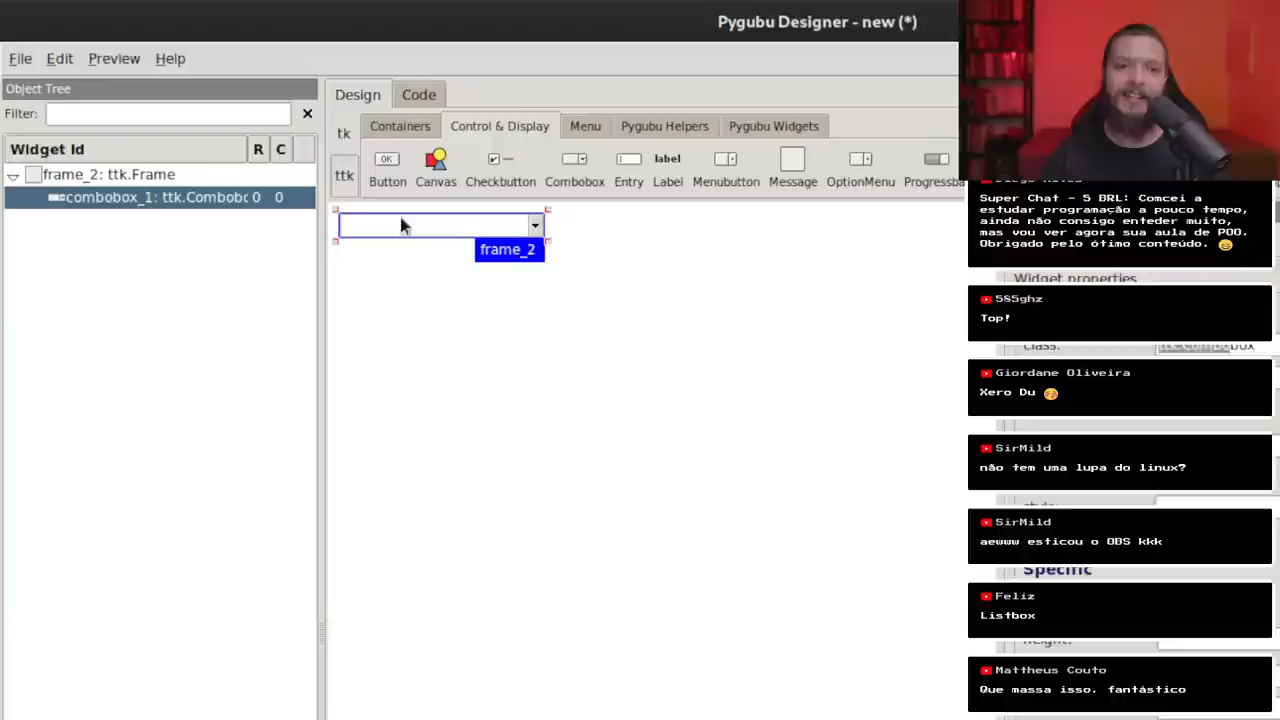 Pygubu Designer - new (*)
File Edit Preview Help
Object Tree
Filter:
Widget Id R C
frame_2: ttk.Frame
combobox_1: ttk.Combobc 0 0
Design Code
tk
ttk
Containers Control & Display Menu Pygubu Helpers Pygubu Widgets
OK
label
Button Canvas Checkbutton Combobox Entry Label Menubutton Message OptionMenu Progressba
frame_2
Super Chat - 5 BRL: Comcei a
estudar programação a pouco tempo,
ainda não consigo enteder muito,
mas vou ver agora sua aula de POO.
Obrigado pelo ótimo conteúdo. 😄
Widget properties
585ghz
Top!
Class:
Giordane Oliveira
Xero Du 😚
SirMild
não tem uma lupa do linux?
SirMild
aewww esticou o OBS kkk
Specific
Feliz
Listbox
height:
Mattheus Couto
Que massa isso. fantástico